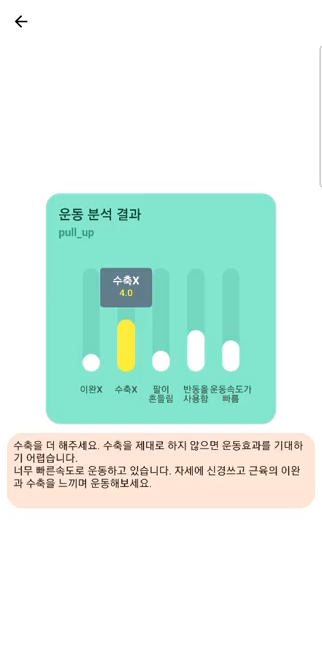 운동 분석 결과
pull_up
수축X
4.0
이완X
수축X
팔이
흔들림
반동을
사용함
운동속도가
빠름
수축을 더 해주세요. 수축을 제대로 하지 않으면 운동효과를 기대하
기 어렵습니다.
너무 빠른속도로 운동하고 있습니다. 자세에 신경쓰고 근육의 이완
과 수축을 느끼며 운동해보세요.